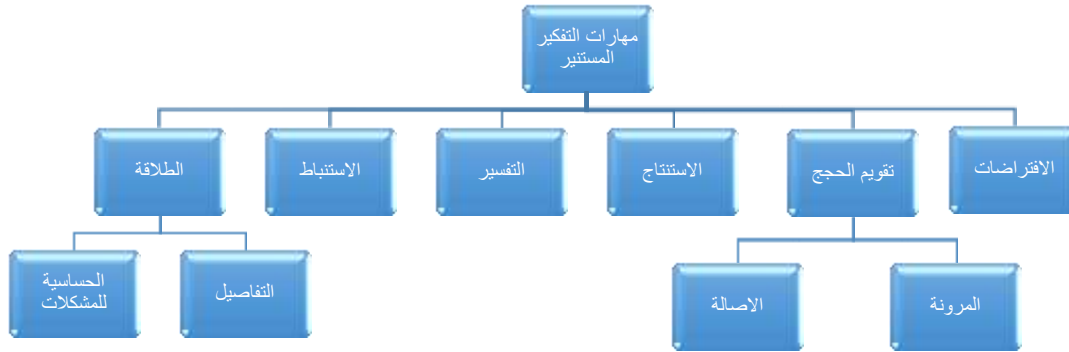 مهارات التفكير
المستنير
الافتراضات
تقويم الحجج
الاستنتاج
التفسير
الاستنباط
الطلاقة
المرونة
الاصالة
التفاصيل
الحساسية
للمشكلات